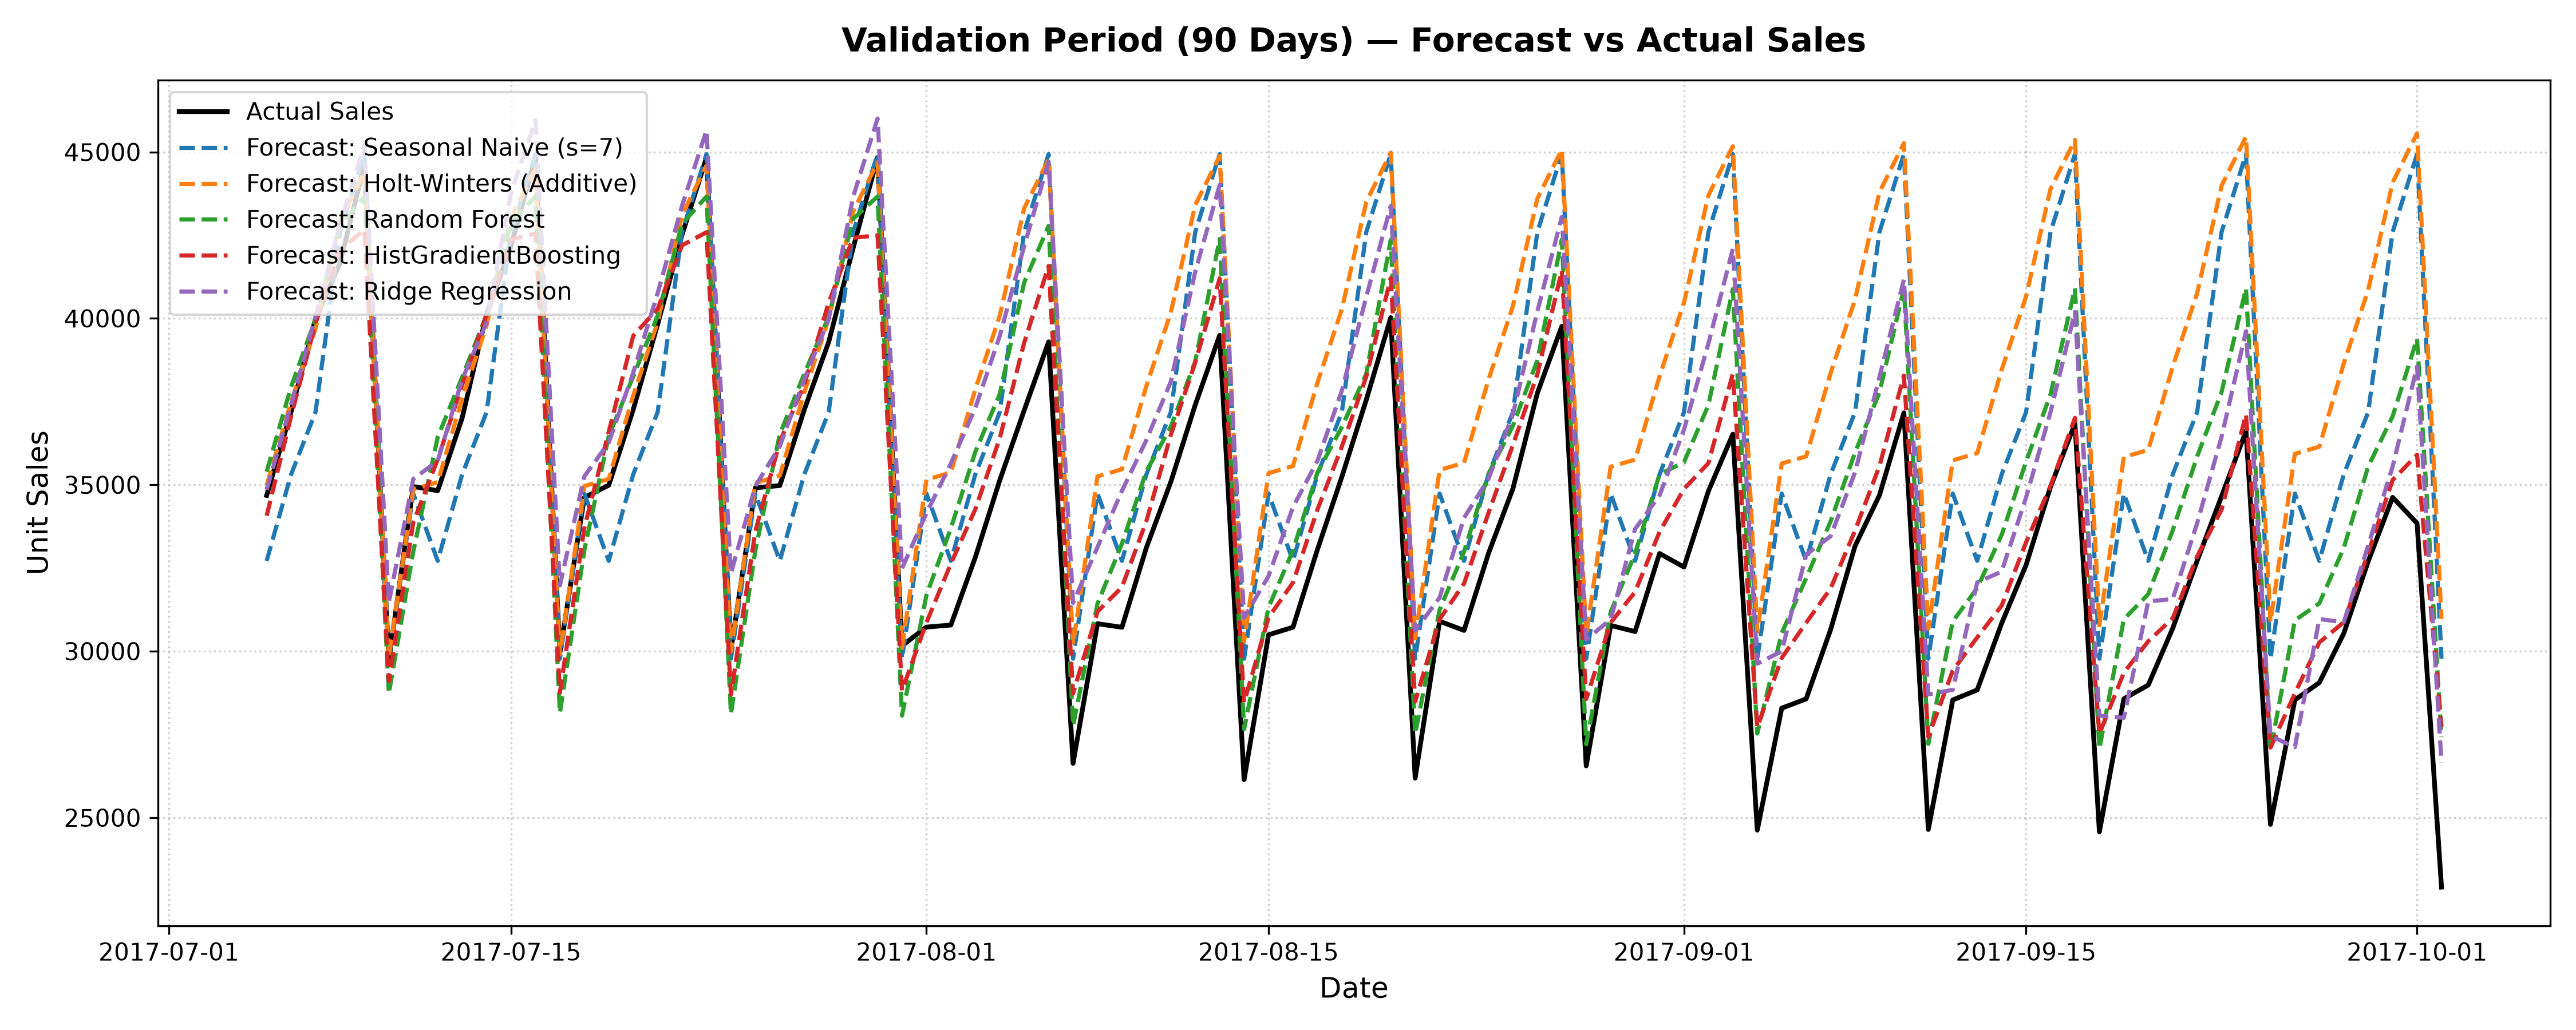 Validation Period (90 Days) — Forecast vs Actual Sales
Actual Sales
Forecast: Seasonal Naive (s=7)
Forecast: Holt-Winters (Additive)
Forecast: Random Forest
Forecast: HistGradientBoosting
Forecast: Ridge Regression
Unit Sales
45000
40000
35000
30000
25000
2017-07-01
2017-07-15
2017-08-01
2017-08-15
2017-09-01
2017-09-15
2017-10-01
Date